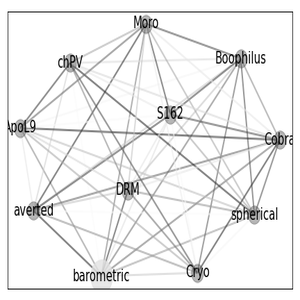 Moro
Boophilus
chPV
S162
ApoL9
Cobra
DRM
averted
spherical
Cryo
barometric